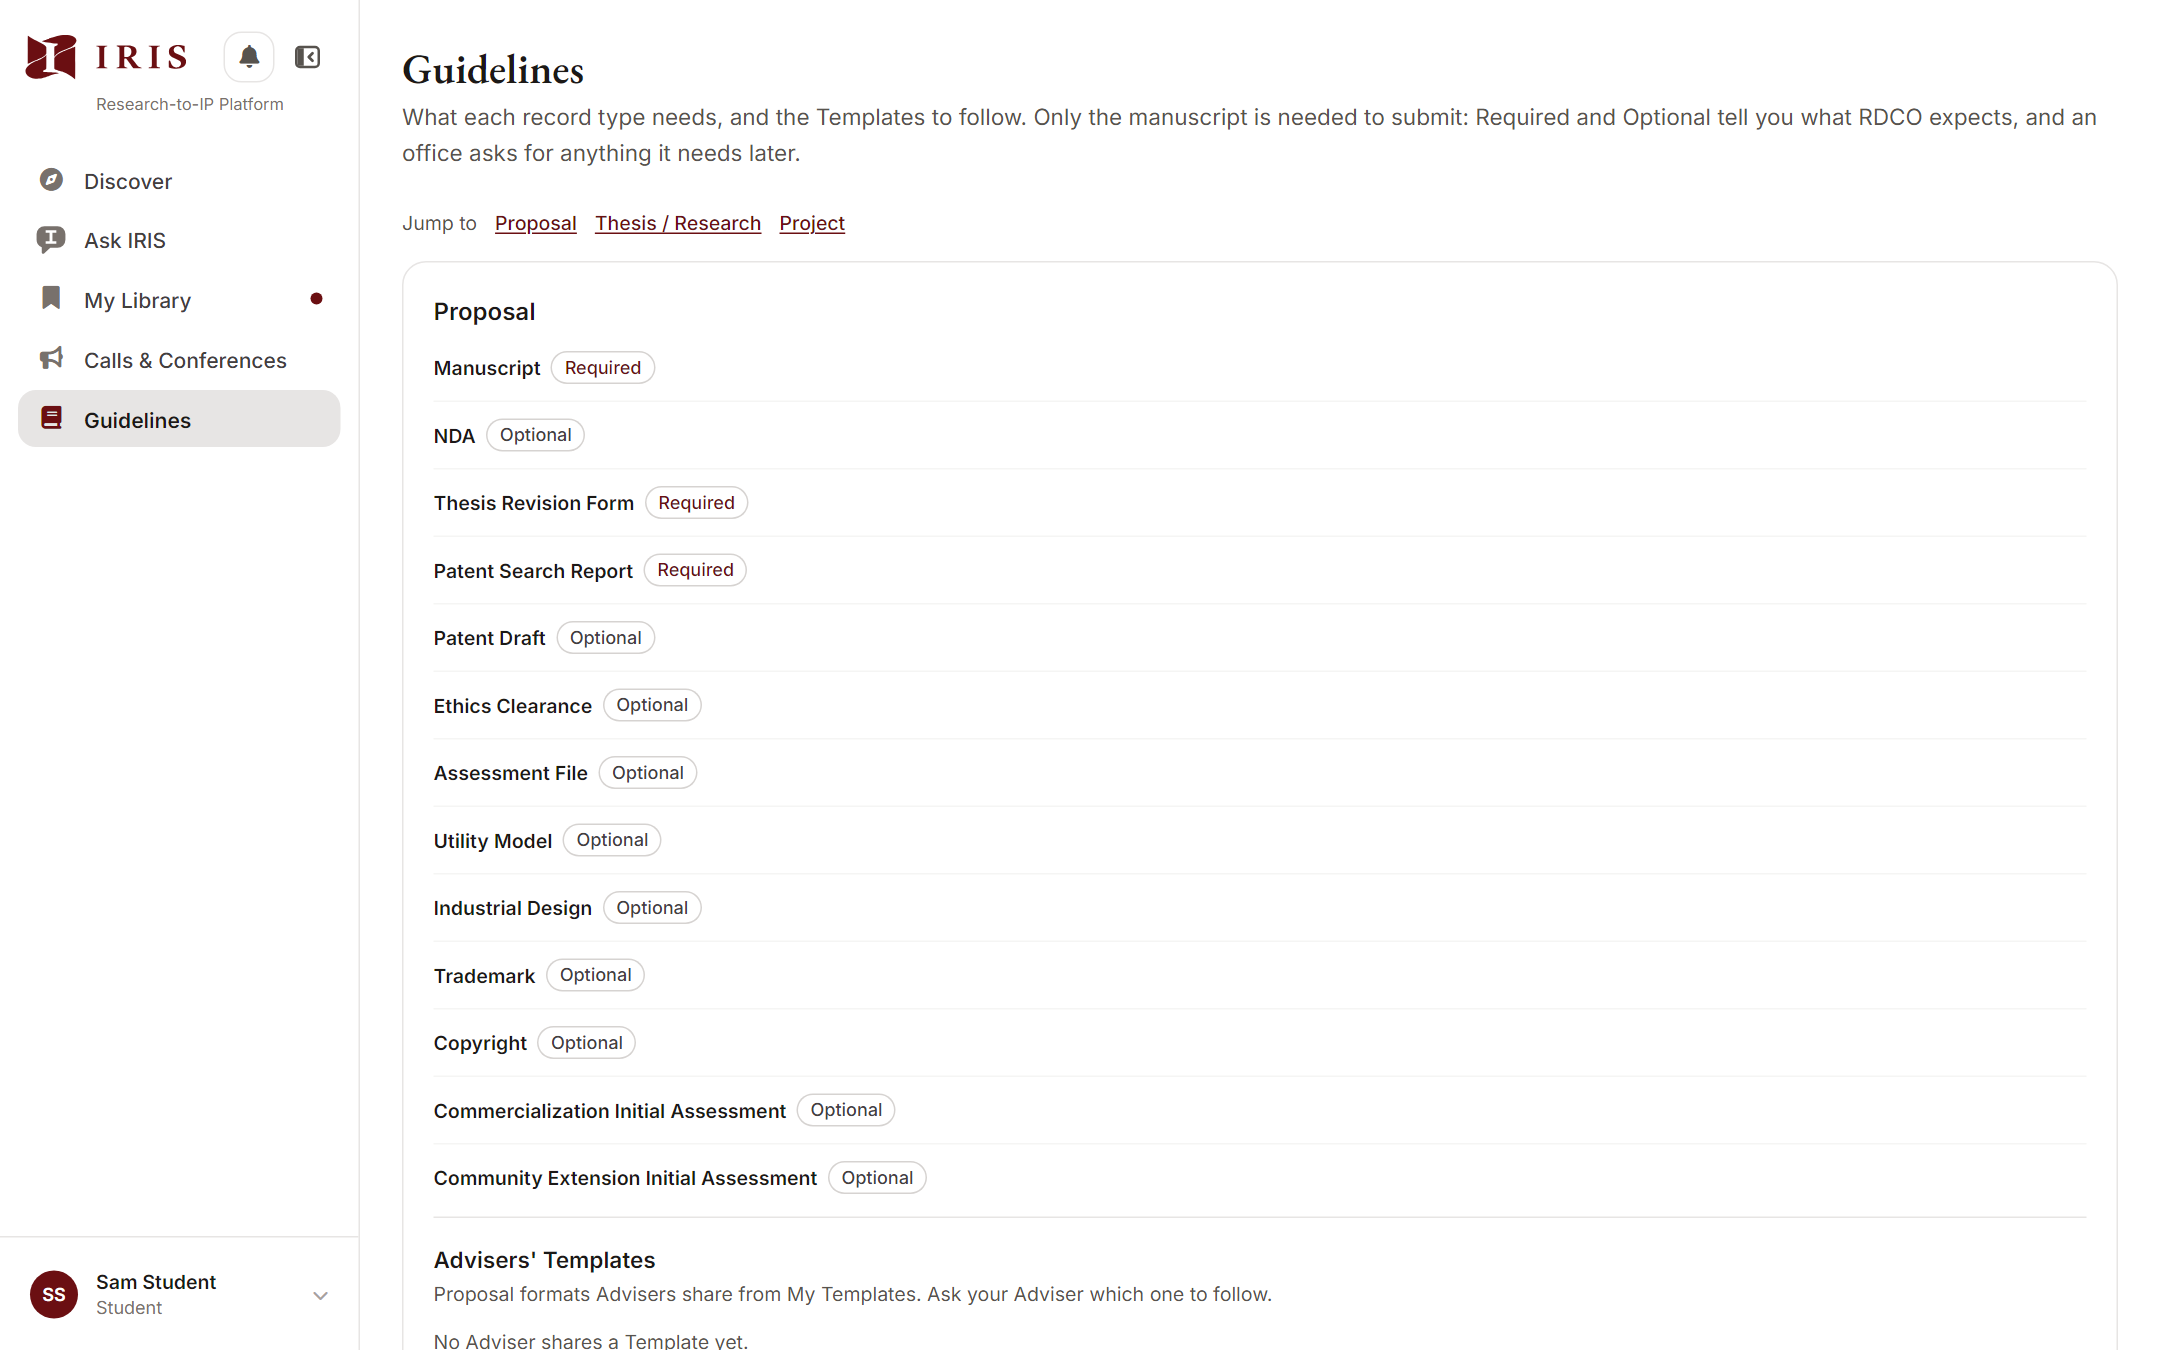 IRIS
Research-to-IP Platform
Discover
Ask IRIS
My Library
Calls & Conferences
Guidelines
Sam Student
Student
SS
Guidelines
What each record type needs, and the Templates to follow. Only the manuscript is needed to submit: Required and Optional tell you what RDCO expects, and an
office asks for anything it needs later.
Jump to Proposal Thesis / Research Project
Proposal
Manuscript Required
NDA Optional
Thesis Revision Form Required
Patent Search Report Required
Patent Draft Optional
Ethics Clearance Optional
Assessment File Optional
Utility Model Optional
Industrial Design Optional
Trademark Optional
Copyright Optional
Commercialization Initial Assessment Optional
Community Extension Initial Assessment Optional
Advisers' Templates
Proposal formats Advisers share from My Templates. Ask your Adviser which one to follow.
No Adviser shares a Template yet.